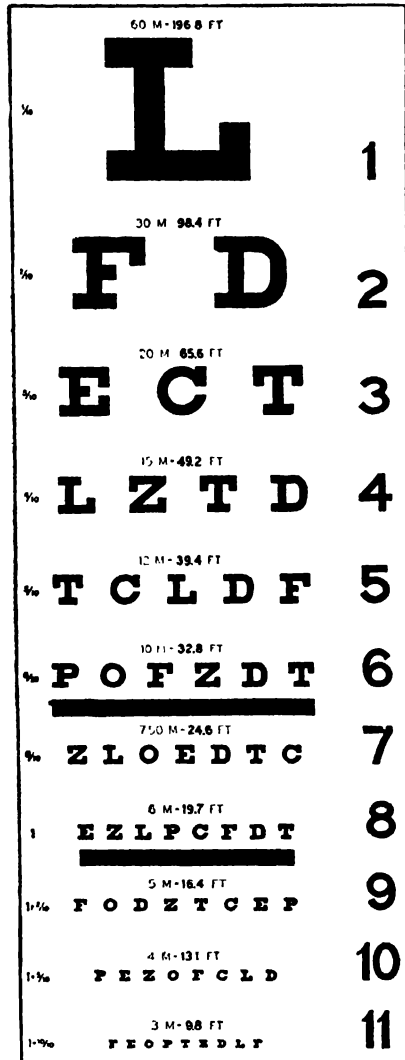 60 M-196.8 FT
L 1
30 M 98.4 FT
F D 2
20 M 65.6 FT
E C T 3
15 M-49.2 FT
L Z T D 4
12 M-39.4 FT
T C L D F 5
10 M-32.8 FT
P O F Z D T 6
7.50 M-24.6 FT
Z L O E D T C 7
6 M-19.7 FT
1 E Z L P C F D T 8
5 M-16.4 FT
F O D Z T C E P 9
4 M-13.1 FT
P E Z O F C L D 10
3 M-9.8 FT
11